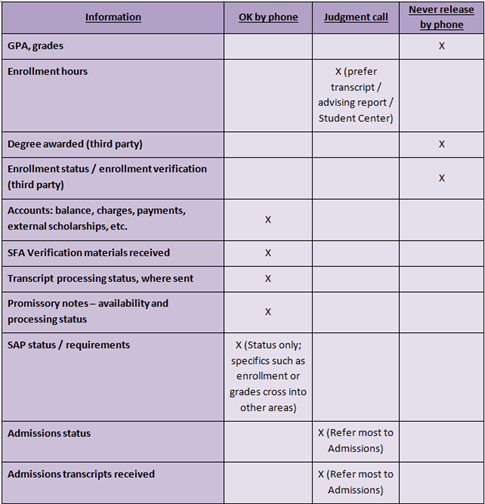 Information OK by phone Judgment call Never release
by phone
GPA, grades X
Enrollment hours X (prefer
transcript /
advising report /
Student Center)
Degree awarded (third party) X
Enrollment status / enrollment verification
(third party) X
Accounts: balance, charges, payments,
external scholarships, etc. X
SFA Verification materials received X
Transcript processing status, where sent X
Promissory notes – availability and
processing status X
SAP status / requirements X (Status only;
specifics such as
enrollment or
grades cross into
other areas)
Admissions status X (Refer most to
Admissions)
Admissions transcripts received X (Refer most to
Admissions)